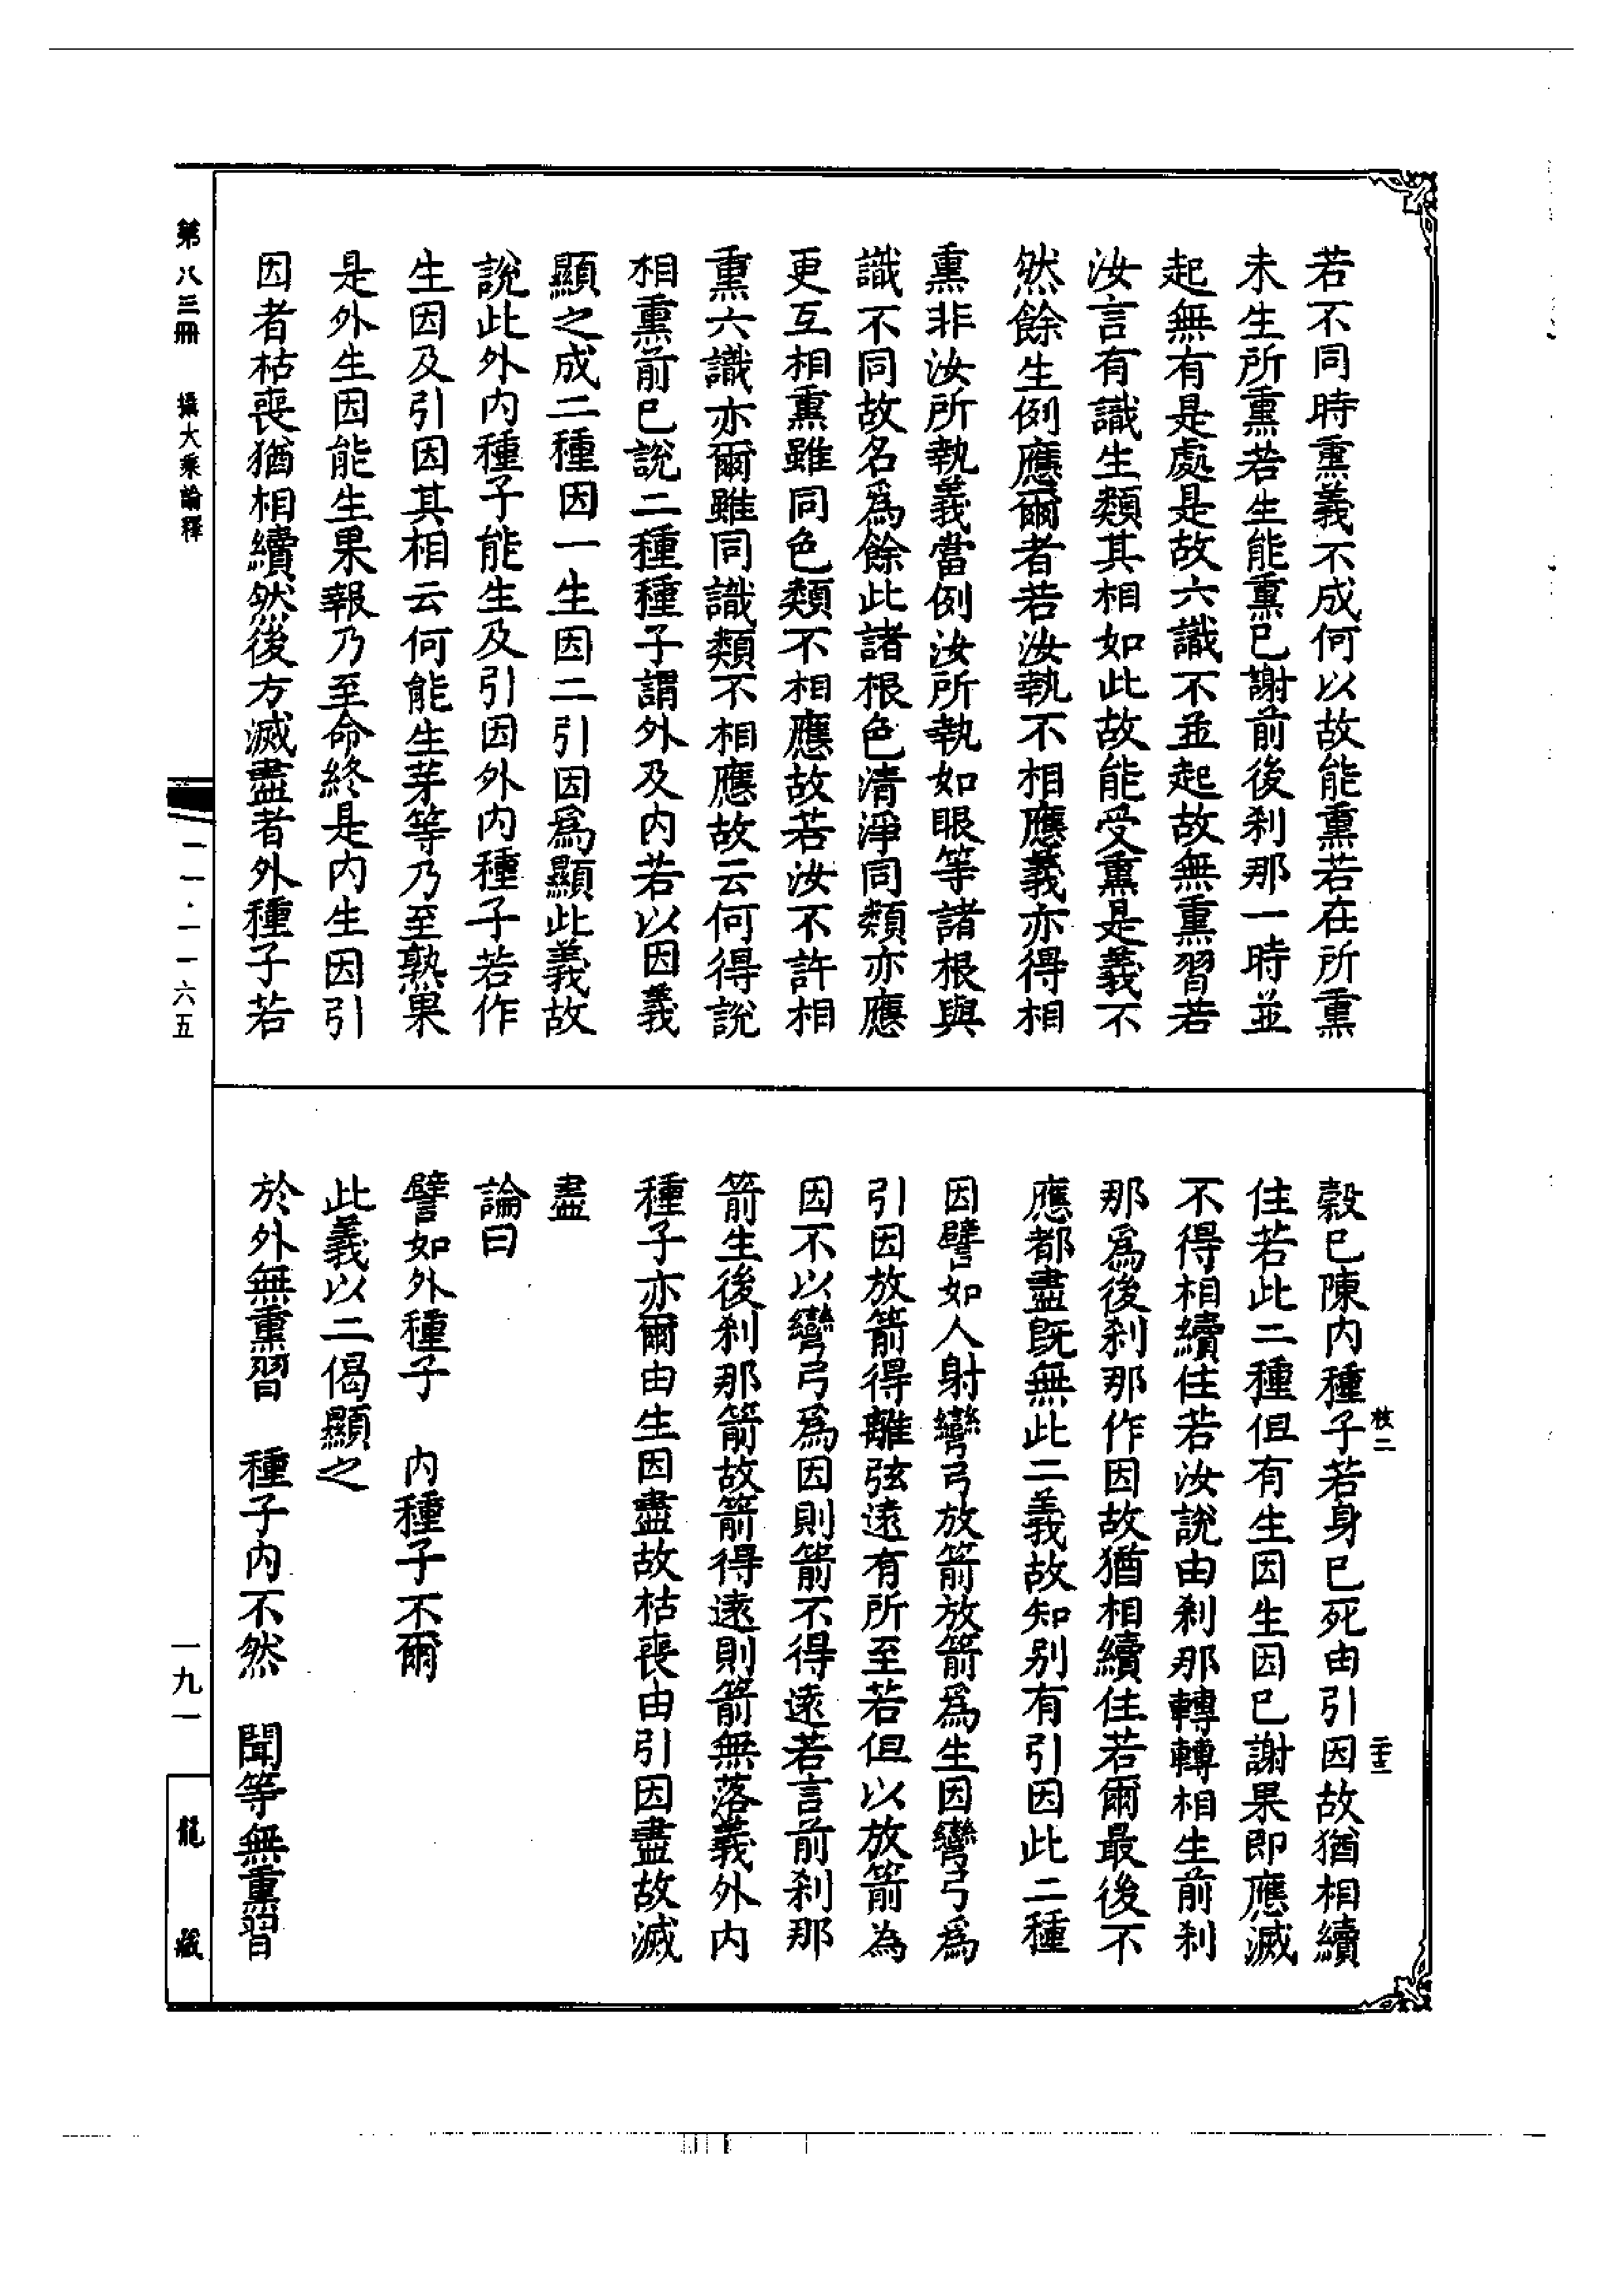 若不同時熏義不成何以故能熏若在所熏
未生所熏若生能熏已謝前後刹那一時並
起無有是處是故六識不並起故無熏習若
汝言有識生類其相如此故能受熏是義不
然餘生例應爾者若汝執不相應義亦得相
熏非汝所執義當例汝所執如眼等諸根與
識不同故名爲餘此諸根色清淨同類亦應
更互相熏雖同色類不相應故若汝不許相
熏六識亦爾雖同識類不相應故云何得說
相熏前已說二種種子謂外及内若以因義
顯之成二種因一生因二引因爲顯此義故
說此外内種子能生及引因外内種子若作
生因及引因其相云何能生芽等乃至熟果
是外生因能生果報乃至命終是内生因引
因者枯喪猶相續然後方滅盡者外種子若
穀已陳内種子若身已死由引因故猶相續
住若此二種但有生因生因已謝果即應滅
不得相續住若汝說由刹那轉轉相生前刹
那爲後刹那作因故猶相續住若爾最後不
應都盡既無此二義故知別有引因此二種
因譬如人射彎弓放箭放箭爲生因彎弓爲
引因放箭得離弦遠有所至若但以放箭為
因不以彎弓爲因則箭不得遠若言前刹那
箭生後刹那箭故箭得遠則箭無落義外内
種子亦爾由生因盡故枯喪由引因盡故滅
盡
論曰
譬如外種子　内種子不爾
此義以二偈顯之
於外無熏習　種子内不然　聞等無熏習
枝二
二十三
第八三冊　攝大乘論釋
一一一·一一六五
一九一
龍藏